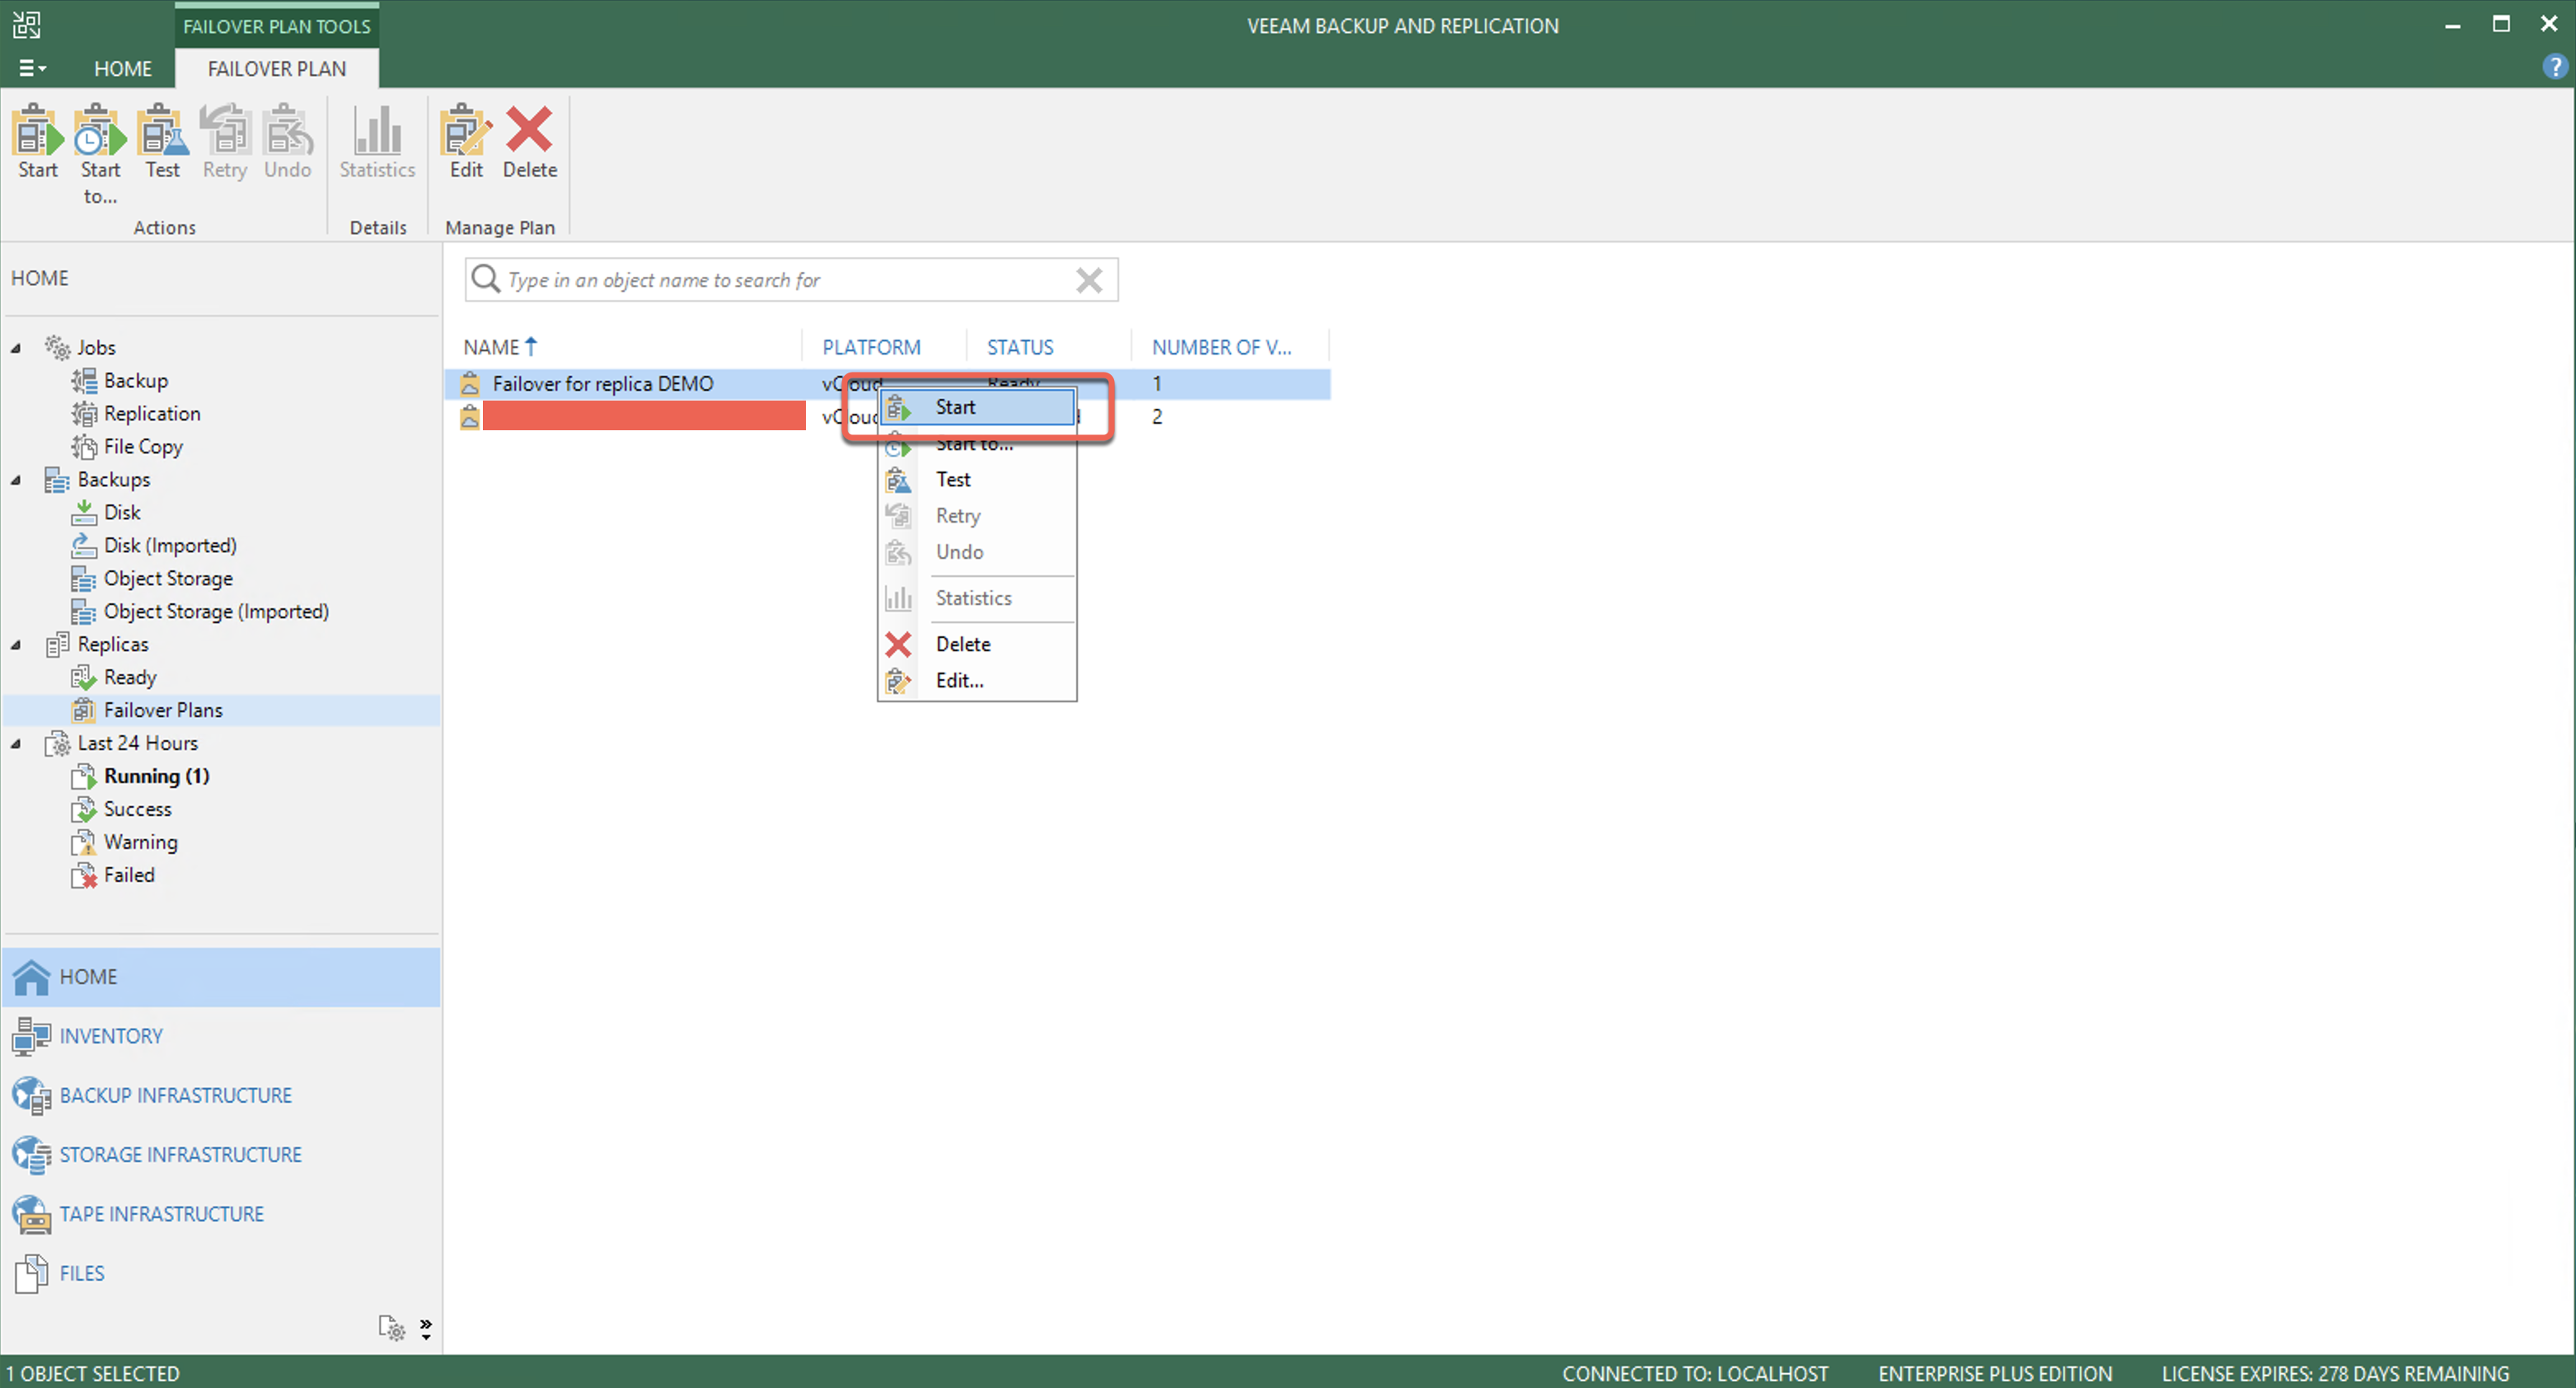 FAILOVER PLAN TOOLS
VEEAM BACKUP AND REPLICATION
HOME
FAILOVER PLAN
?
Start
Start to...
Test
Retry
Undo
Statistics
Edit
Delete
Actions
Details
Manage Plan
HOME
Jobs
Backup
Replication
File Copy
Backups
Disk
Disk (Imported)
Object Storage
Object Storage (Imported)
Replicas
Ready
Failover Plans
Last 24 Hours
Running (1)
Success
Warning
Failed
HOME
INVENTORY
BACKUP INFRASTRUCTURE
STORAGE INFRASTRUCTURE
TAPE INFRASTRUCTURE
FILES
Type in an object name to search for
NAME PLATFORM STATUS NUMBER OF V...
Failover for replica DEMO vCloud Ready 1
vCloud 2
Start
Start to...
Test
Retry
Undo
Statistics
Delete
Edit...
1 OBJECT SELECTED
CONNECTED TO: LOCALHOST
ENTERPRISE PLUS EDITION
LICENSE EXPIRES: 278 DAYS REMAINING